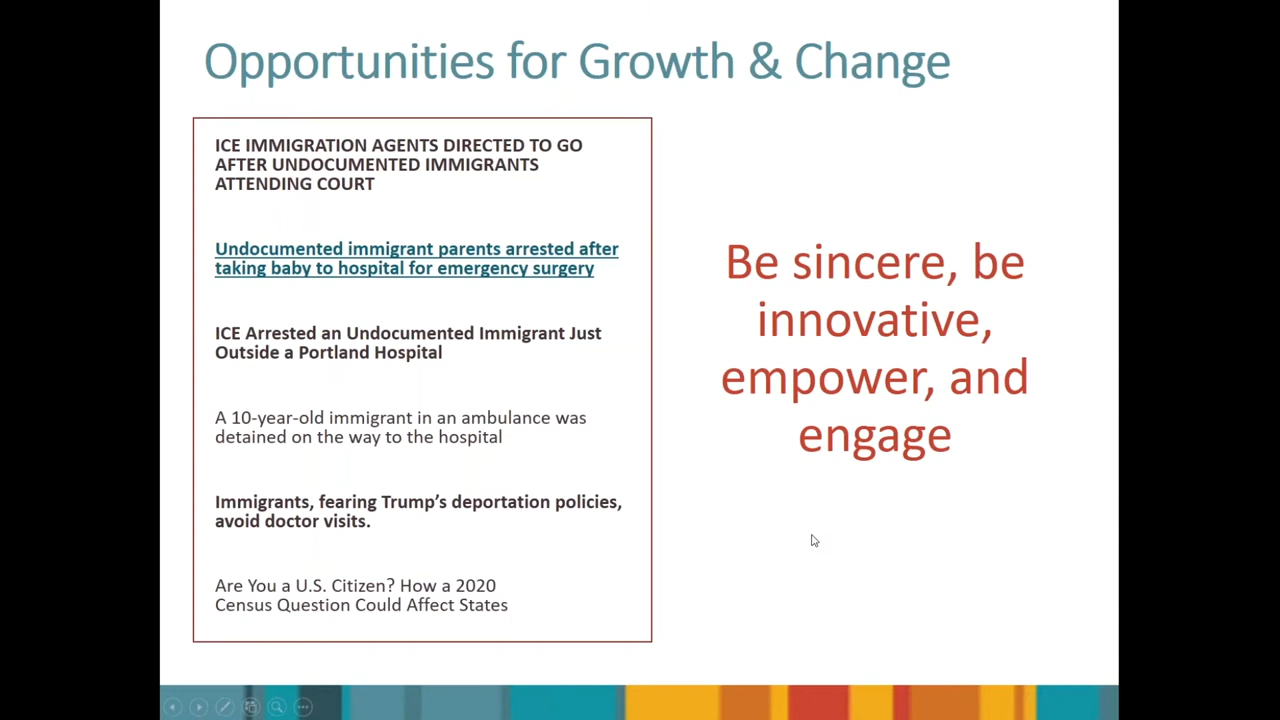 Opportunities for Growth & Change
ICE IMMIGRATION AGENTS DIRECTED TO GO
AFTER UNDOCUMENTED IMMIGRANTS
ATTENDING COURT
Undocumented immigrant parents arrested after
taking baby to hospital for emergency surgery
ICE Arrested an Undocumented Immigrant Just
Outside a Portland Hospital
A 10-year-old immigrant in an ambulance was
detained on the way to the hospital
Immigrants, fearing Trump’s deportation policies,
avoid doctor visits.
Are You a U.S. Citizen? How a 2020
Census Question Could Affect States
Be sincere, be
innovative,
empower, and
engage